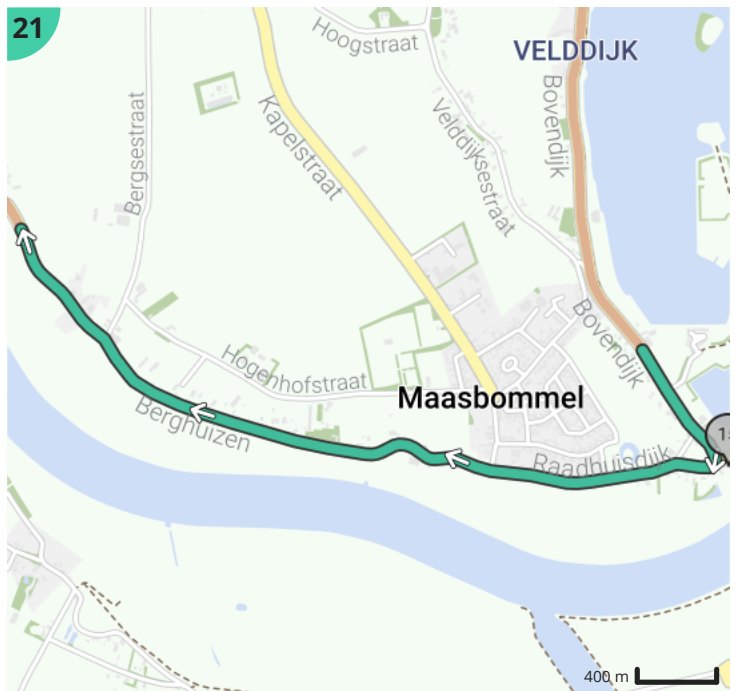 21
Hoogstraat
VELDDIJK
Bovendijk
Bergsestraat
Kapelstraat
Velddijksestraat
Bovendijk
Hogenhofstraat
Maasbommel
Berghuizen
Raadhuisdijk
400 m